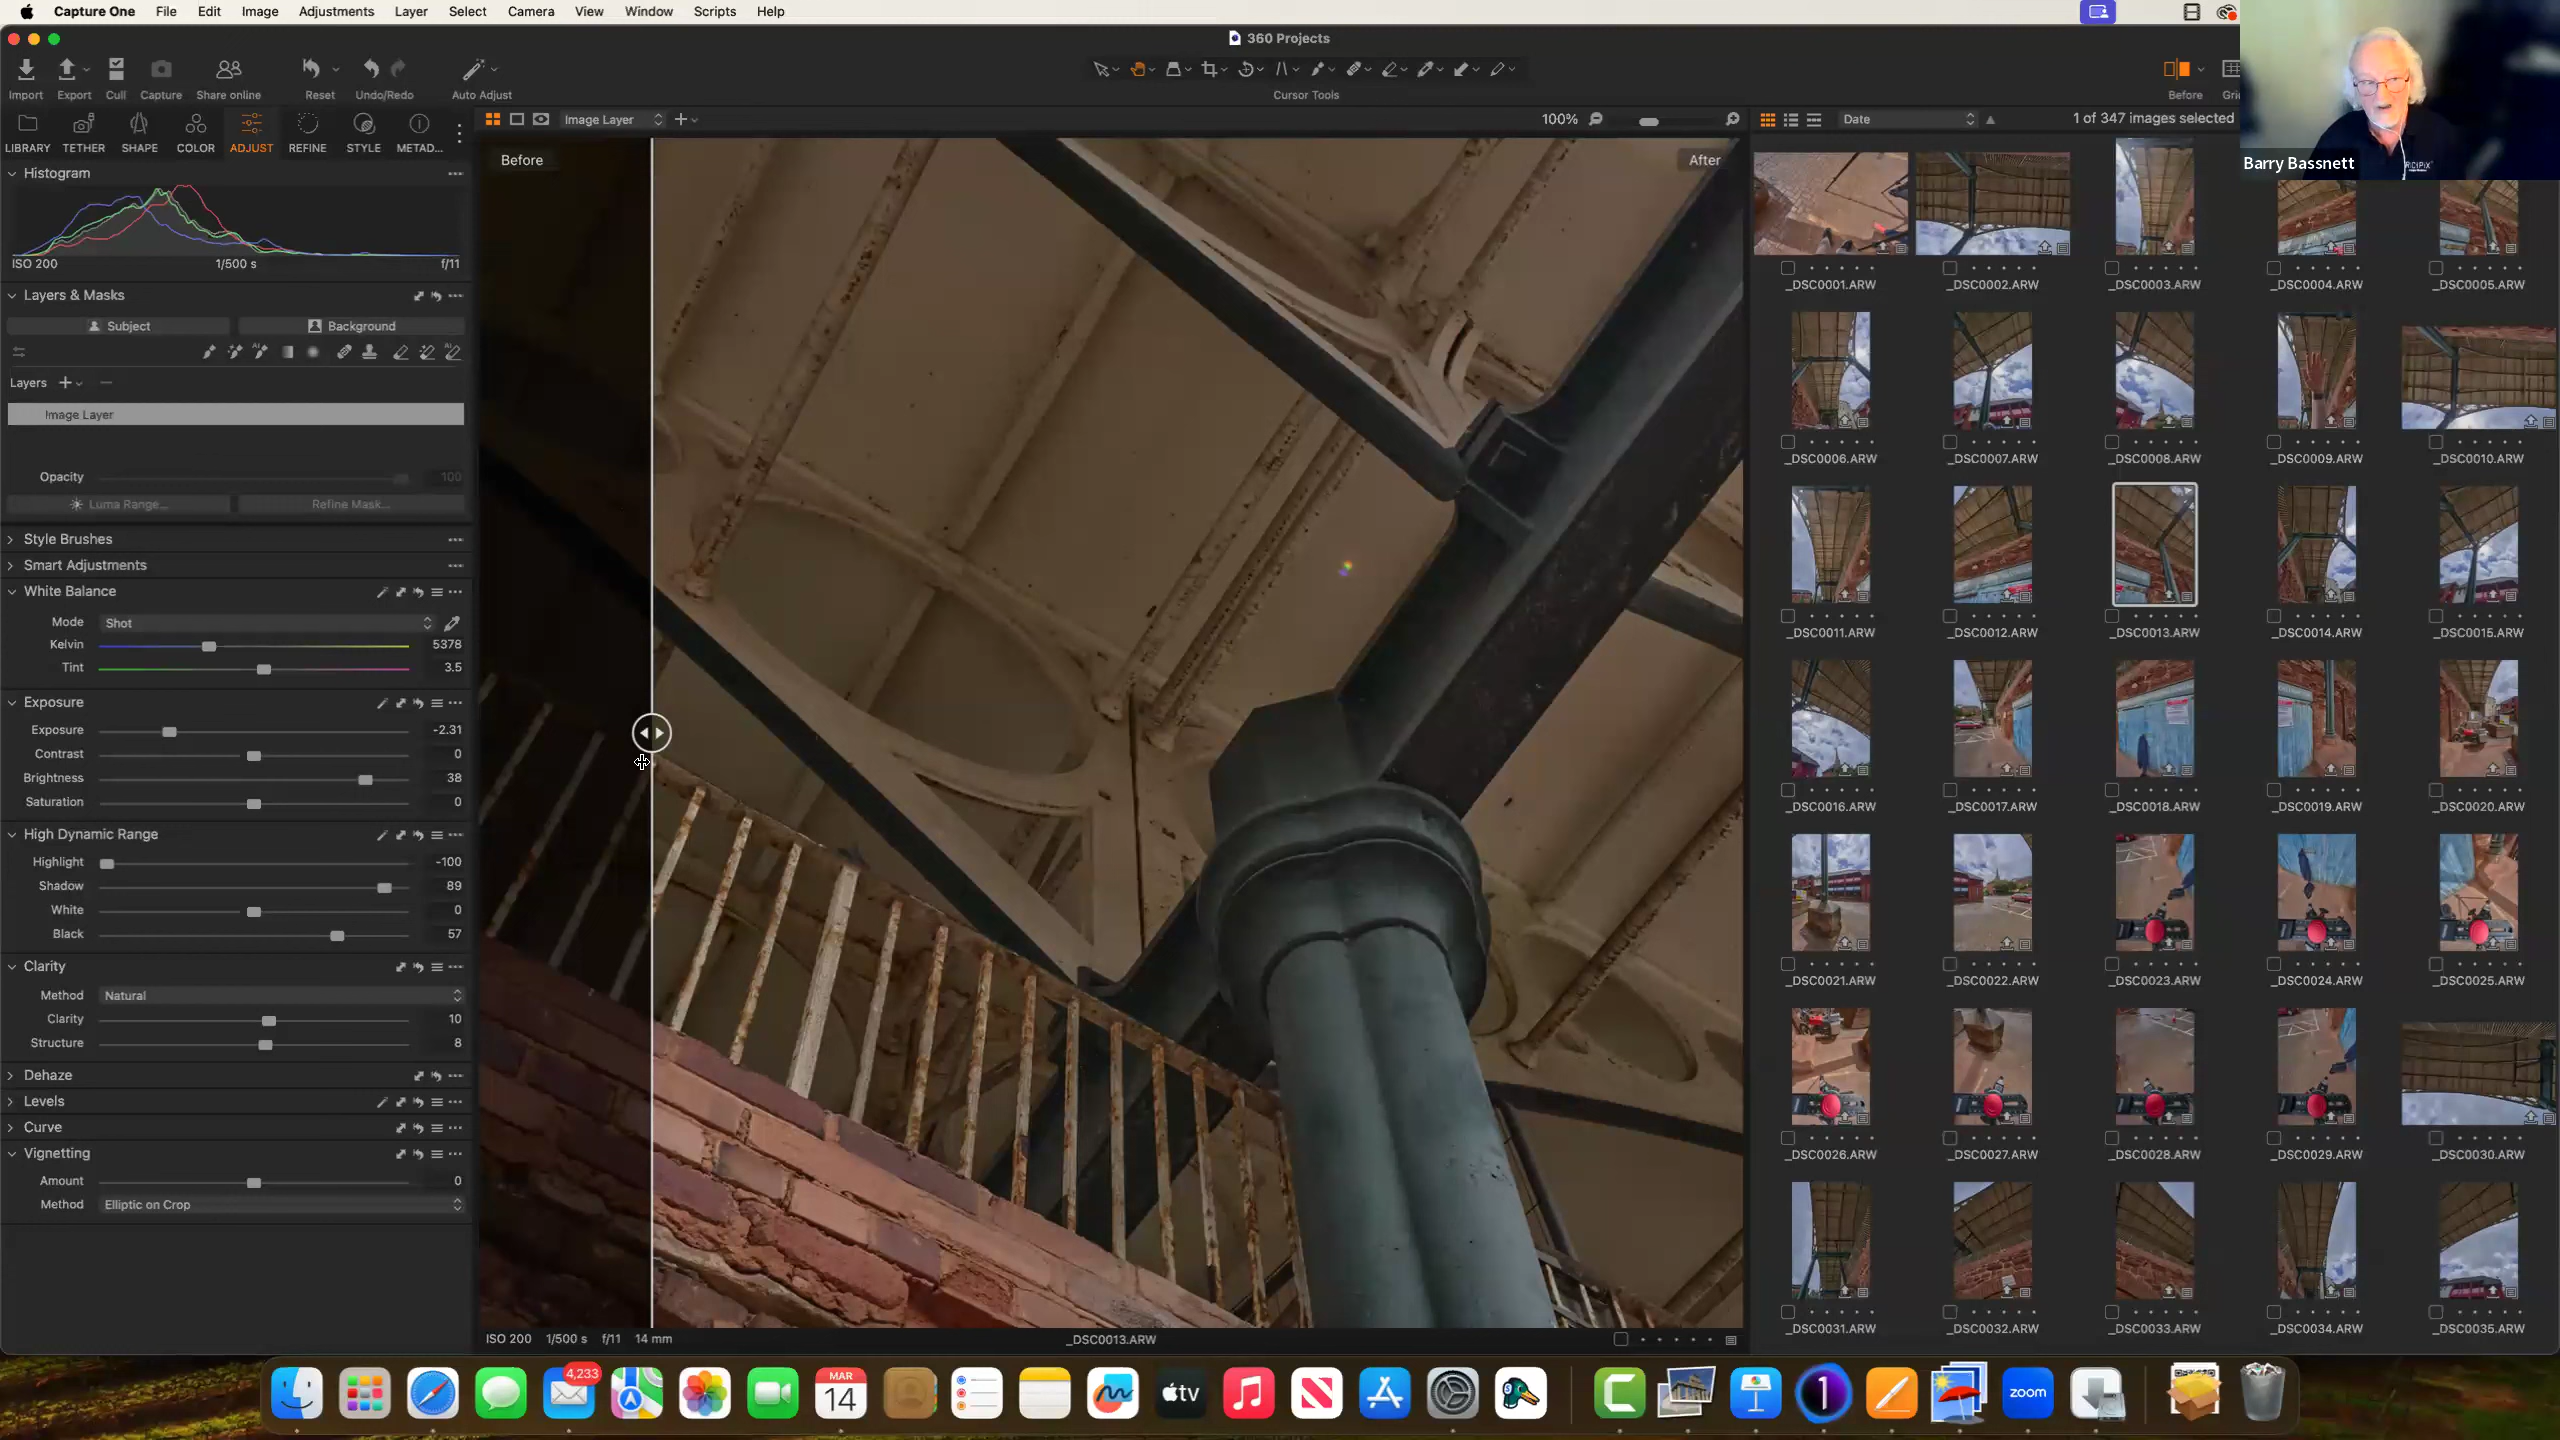 Capture One File Edit Image Adjustments Layer Select Camera View Window Scripts Help
360 Projects
Import Export Cull Capture Share online Reset Undo/Redo Auto Adjust
Cursor Tools
Before
LIBRARY TETHER SHAPE COLOR ADJUST REFINE STYLE METAD...
Image Layer
100%
Date
1 of 347 images selected
Barry Bassnett
Histogram
ISO 200 1/500 s f/11
Layers & Masks
Subject Background
Layers
Image Layer
Opacity 100
Luma Range... Refine Mask...
Style Brushes
Smart Adjustments
White Balance
Mode Shot
Kelvin 5378
Tint 3.5
Exposure
Exposure -2.31
Contrast 0
Brightness 38
Saturation 0
High Dynamic Range
Highlight -100
Shadow 89
White 0
Black 57
Clarity
Method Natural
Clarity 10
Structure 8
Dehaze
Levels
Curve
Vignetting
Amount 0
Method Elliptic on Crop
Before
After
ISO 200 1/500 s f/11 14 mm
_DSC0013.ARW
_DSC0001.ARW _DSC0002.ARW _DSC0003.ARW _DSC0004.ARW _DSC0005.ARW
_DSC0006.ARW _DSC0007.ARW _DSC0008.ARW _DSC0009.ARW _DSC0010.ARW
_DSC0011.ARW _DSC0012.ARW _DSC0013.ARW _DSC0014.ARW _DSC0015.ARW
_DSC0016.ARW _DSC0017.ARW _DSC0018.ARW _DSC0019.ARW _DSC0020.ARW
_DSC0021.ARW _DSC0022.ARW _DSC0023.ARW _DSC0024.ARW _DSC0025.ARW
_DSC0026.ARW _DSC0027.ARW _DSC0028.ARW _DSC0029.ARW _DSC0030.ARW
_DSC0031.ARW _DSC0032.ARW _DSC0033.ARW _DSC0034.ARW _DSC0035.ARW
4,233
MAR
14
tv
zoom